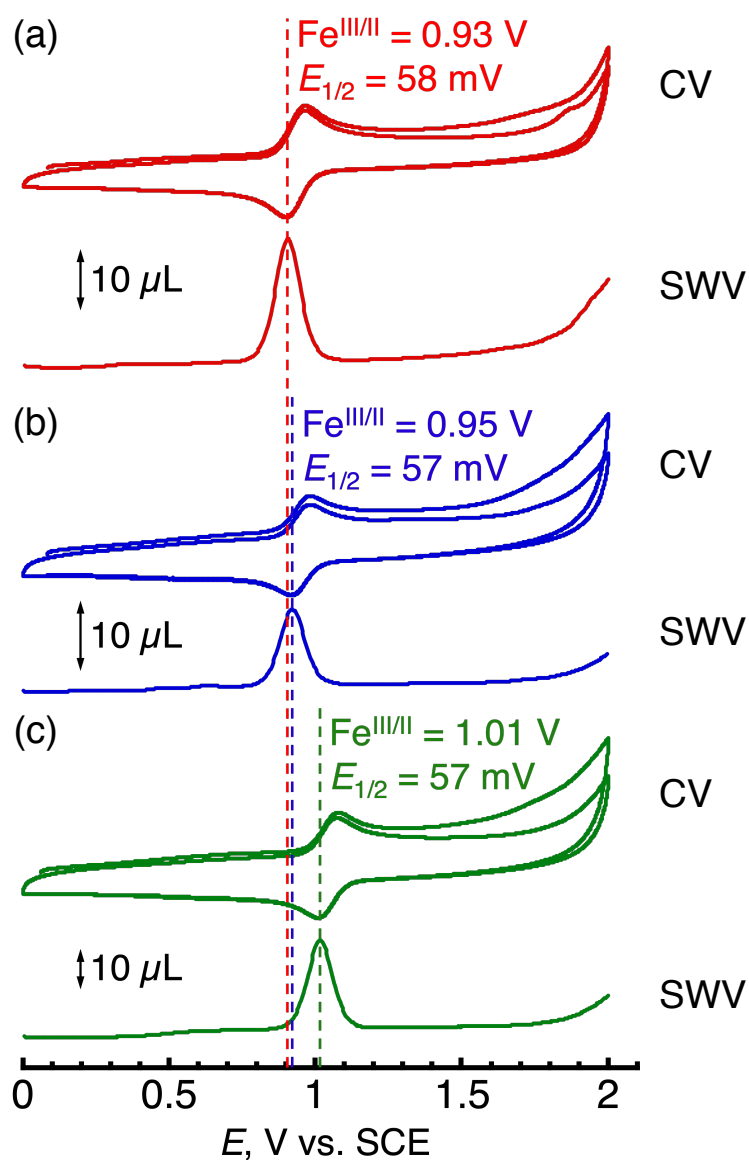 (a)
Fe^III/II = 0.93 V
E1/2 = 58 mV
CV
10 µL
SWV
(b)
Fe^III/II = 0.95 V
E1/2 = 57 mV
CV
10 µL
SWV
(c)
Fe^III/II = 1.01 V
E1/2 = 57 mV
CV
10 µL
SWV
0 0.5 1 1.5 2
E, V vs. SCE